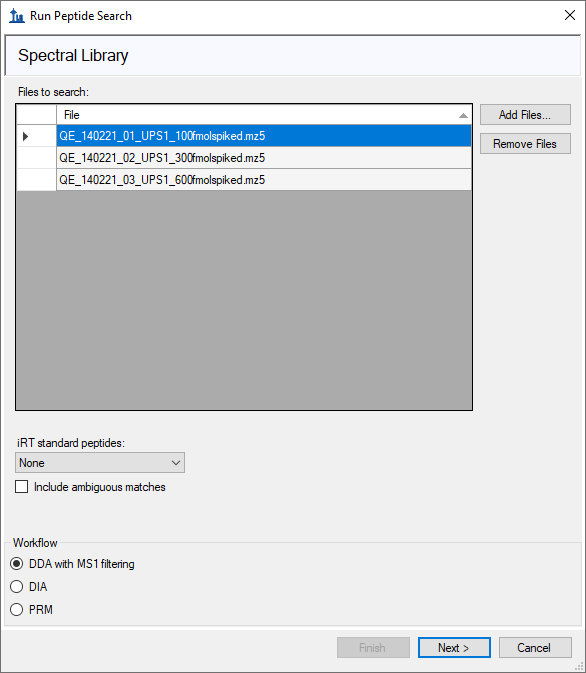 Run Peptide Search
Spectral Library
Files to search:
File
Add Files...
QE_140221_01_UPS1_100fmolspiked.mz5
Remove Files
QE_140221_02_UPS1_300fmolspiked.mz5
QE_140221_03_UPS1_600fmolspiked.mz5
iRT standard peptides:
None
Include ambiguous matches
Workflow
DDA with MS1 filtering
DIA
PRM
Finish
Next >
Cancel